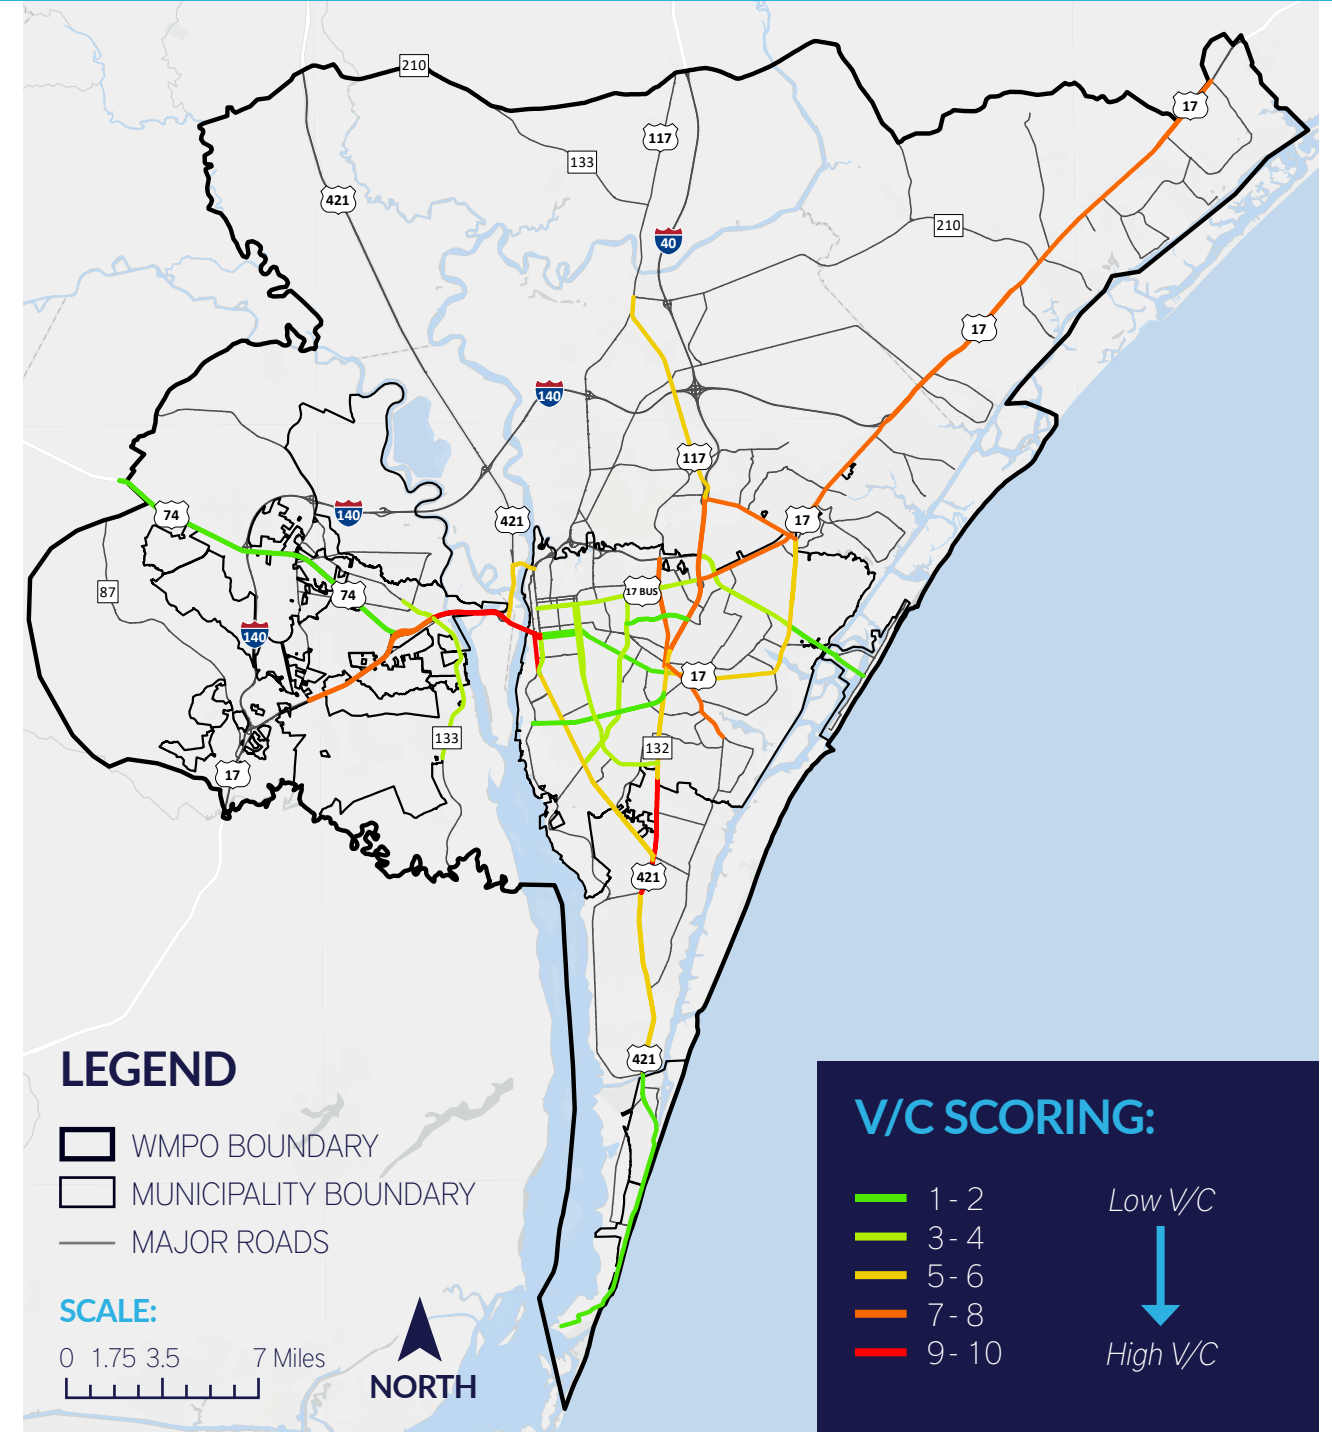 210
17
117
133
421
210
40
17
140
117
74
140
421
17
87
74
17 BUS
140
17
133
132
17
421
421
LEGEND
WMPO BOUNDARY
MUNICIPALITY BOUNDARY
MAJOR ROADS
SCALE:
0 1.75 3.5 7 Miles
NORTH
V/C SCORING:
1 - 2 Low V/C
3 - 4
5 - 6
7 - 8
9 - 10 High V/C